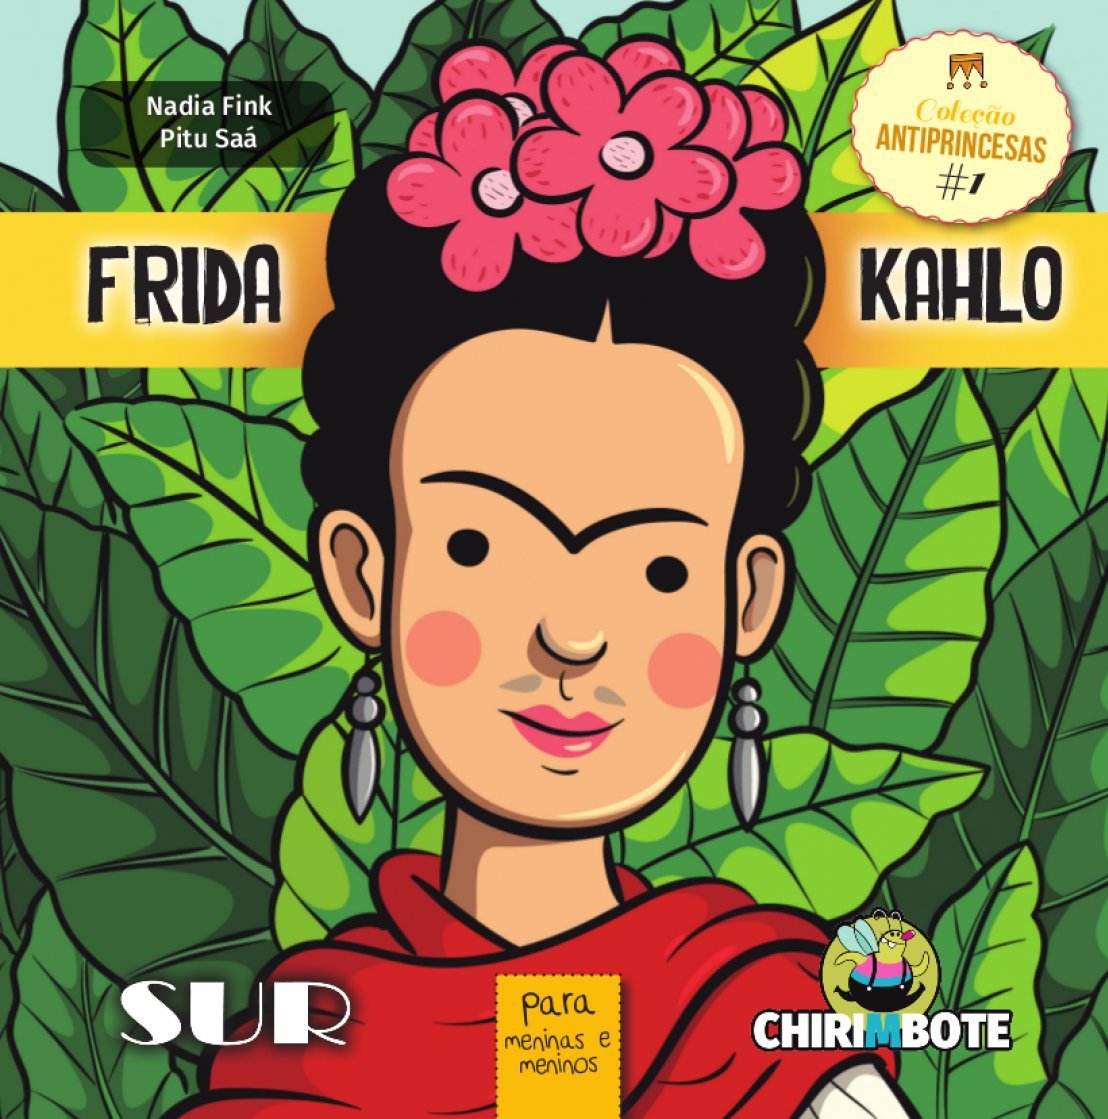 Nadia Fink
Pitu Saá
Coleção
ANTIPRINCESAS
#1
FRIDA KAHLO
SUR
para
meninas e
meninos
CHIRIMBOTE